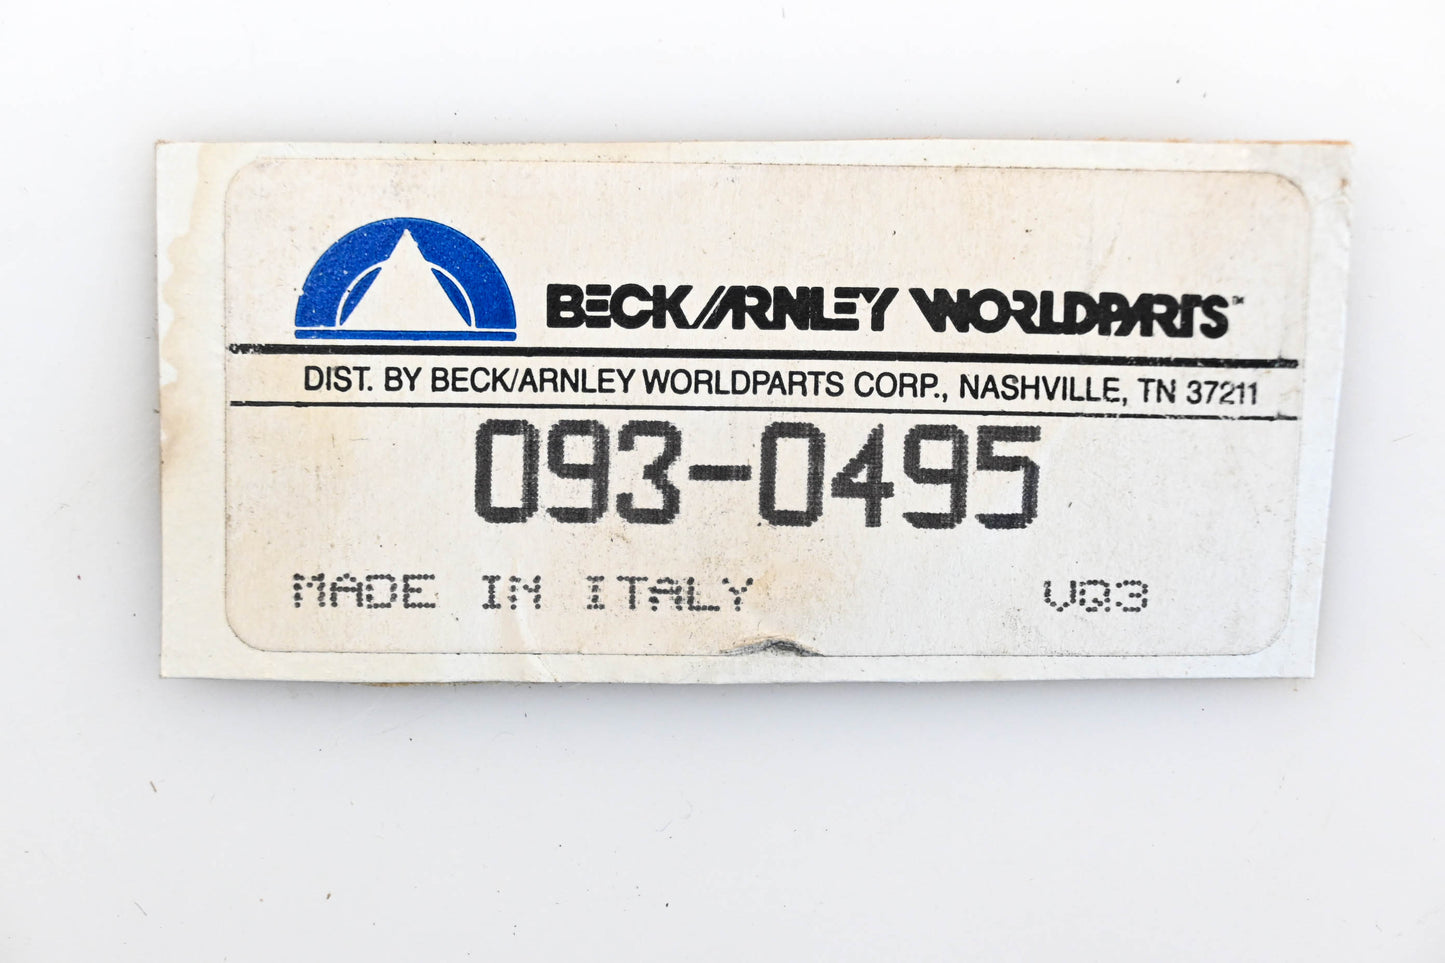 BECK/ARNLEY WORLDPARTS™
DIST. BY BECK/ARNLEY WORLDPARTS CORP., NASHVILLE, TN 37211
093-0495
MADE IN ITALY VQ3